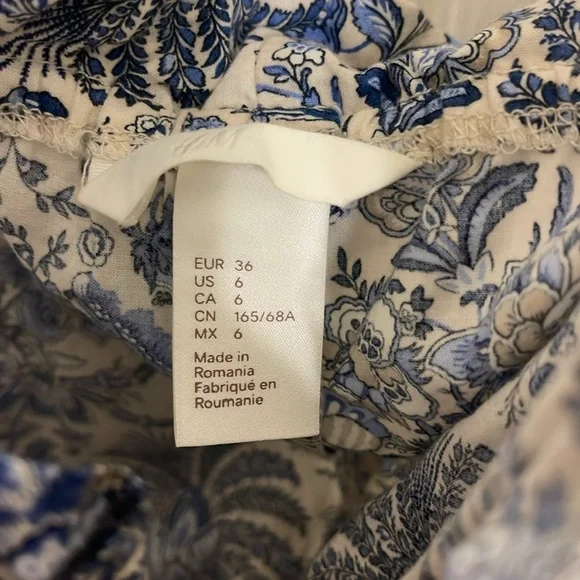 EUR 36
US 6
CA 6
CN 165/68A
MX 6
Made in
Romania
Fabriqué en
Roumanie